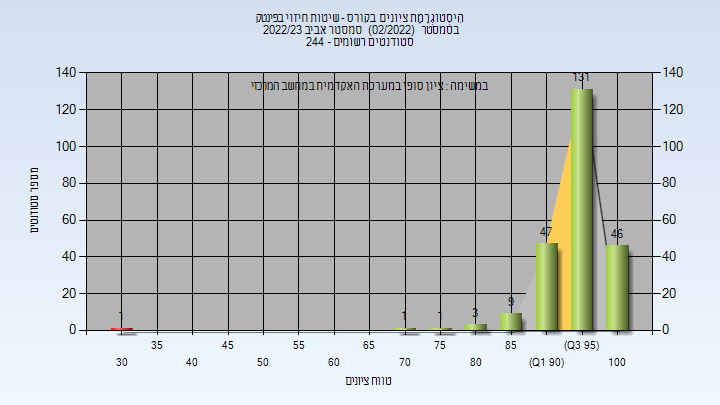 היסטוגרמת ציונים בקורס - שיטות חיזוי בפינטק
בסמסטר (02/2022) סמסטר אביב 2022/23
סטודנטים רשומים - 244
במשימה : ציון סופי במערכת האקדמית במחשב המרכזי
מספר סטודנטים
140 140
120 120
100 100
80 80
60 60
40 40
20 20
0 0
1 1 1 3 9 47 131 46
35 45 55 65 75 85 (Q3 95)
30 40 50 60 70 80 (Q1 90) 100
טווח ציונים